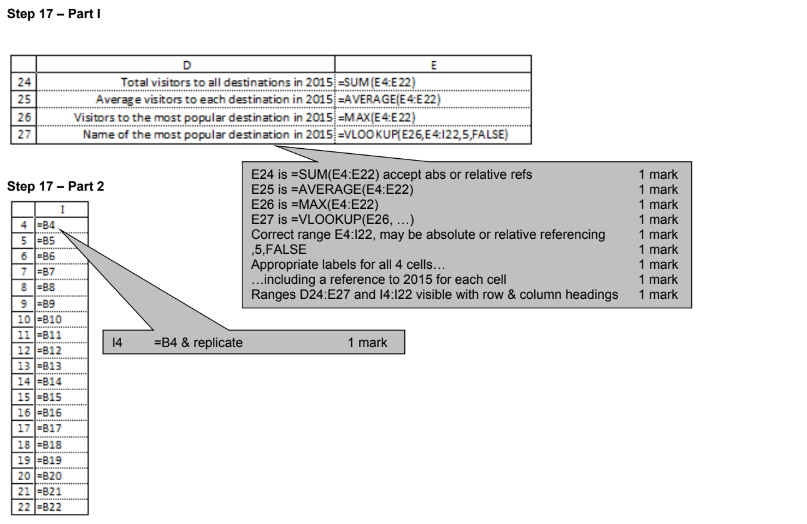 Step 17 – Part I
D E
24 Total visitors to all destinations in 2015 =SUM(E4:E22)
25 Average visitors to each destination in 2015 =AVERAGE(E4:E22)
26 Visitors to the most popular destination in 2015 =MAX(E4:E22)
27 Name of the most popular destination in 2015 =VLOOKUP(E26,E4:I22,5,FALSE)
E24 is =SUM(E4:E22) accept abs or relative refs 1 mark
E25 is =AVERAGE(E4:E22) 1 mark
E26 is =MAX(E4:E22) 1 mark
E27 is =VLOOKUP(E26, …) 1 mark
Correct range E4:I22, may be absolute or relative referencing 1 mark
,5,FALSE 1 mark
Appropriate labels for all 4 cells… 1 mark
…including a reference to 2015 for each cell 1 mark
Ranges D24:E27 and I4:I22 visible with row & column headings 1 mark
Step 17 – Part 2
I
4 =B4
5 =B5
6 =B6
7 =B7
8 =B8
9 =B9
10 =B10
11 =B11
12 =B12
13 =B13
14 =B14
15 =B15
16 =B16
17 =B17
18 =B18
19 =B19
20 =B20
21 =B21
22 =B22
I4 =B4 & replicate 1 mark